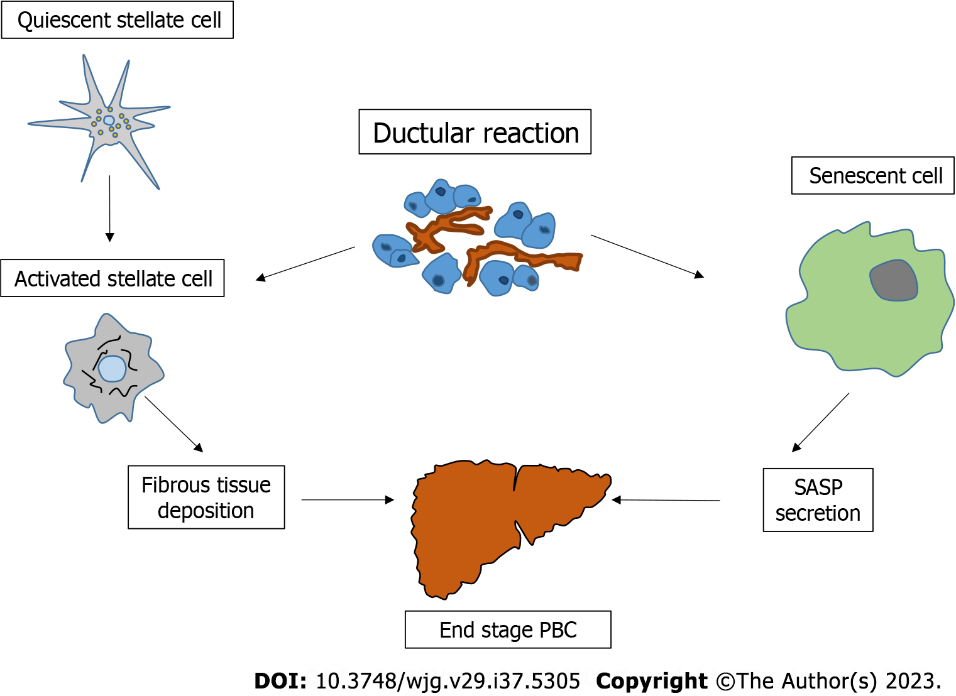 Quiescent stellate cell
Ductular reaction
Senescent cell
Activated stellate cell
Fibrous tissue
deposition
SASP
secretion
End stage PBC
DOI: 10.3748/wjg.v29.i37.5305 Copyright ©The Author(s) 2023.